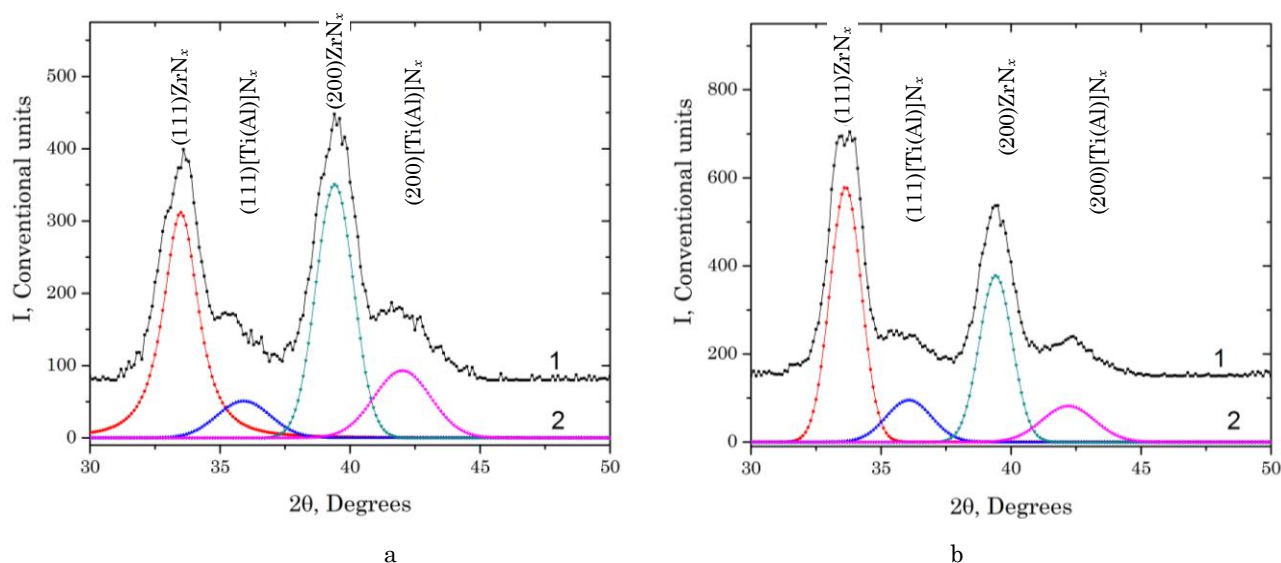 I, Conventional units
500
400
300
200
100
0
(111)ZrNₓ
(111)[Ti(Al)]Nₓ
(200)ZrNₓ
(200)[Ti(Al)]Nₓ
1
2
30
35
40
45
50
2θ, Degrees
a
I, Conventional units
800
600
400
200
0
(111)ZrNₓ
(111)[Ti(Al)]Nₓ
(200)ZrNₓ
(200)[Ti(Al)]Nₓ
1
2
30
35
40
45
50
2θ, Degrees
b